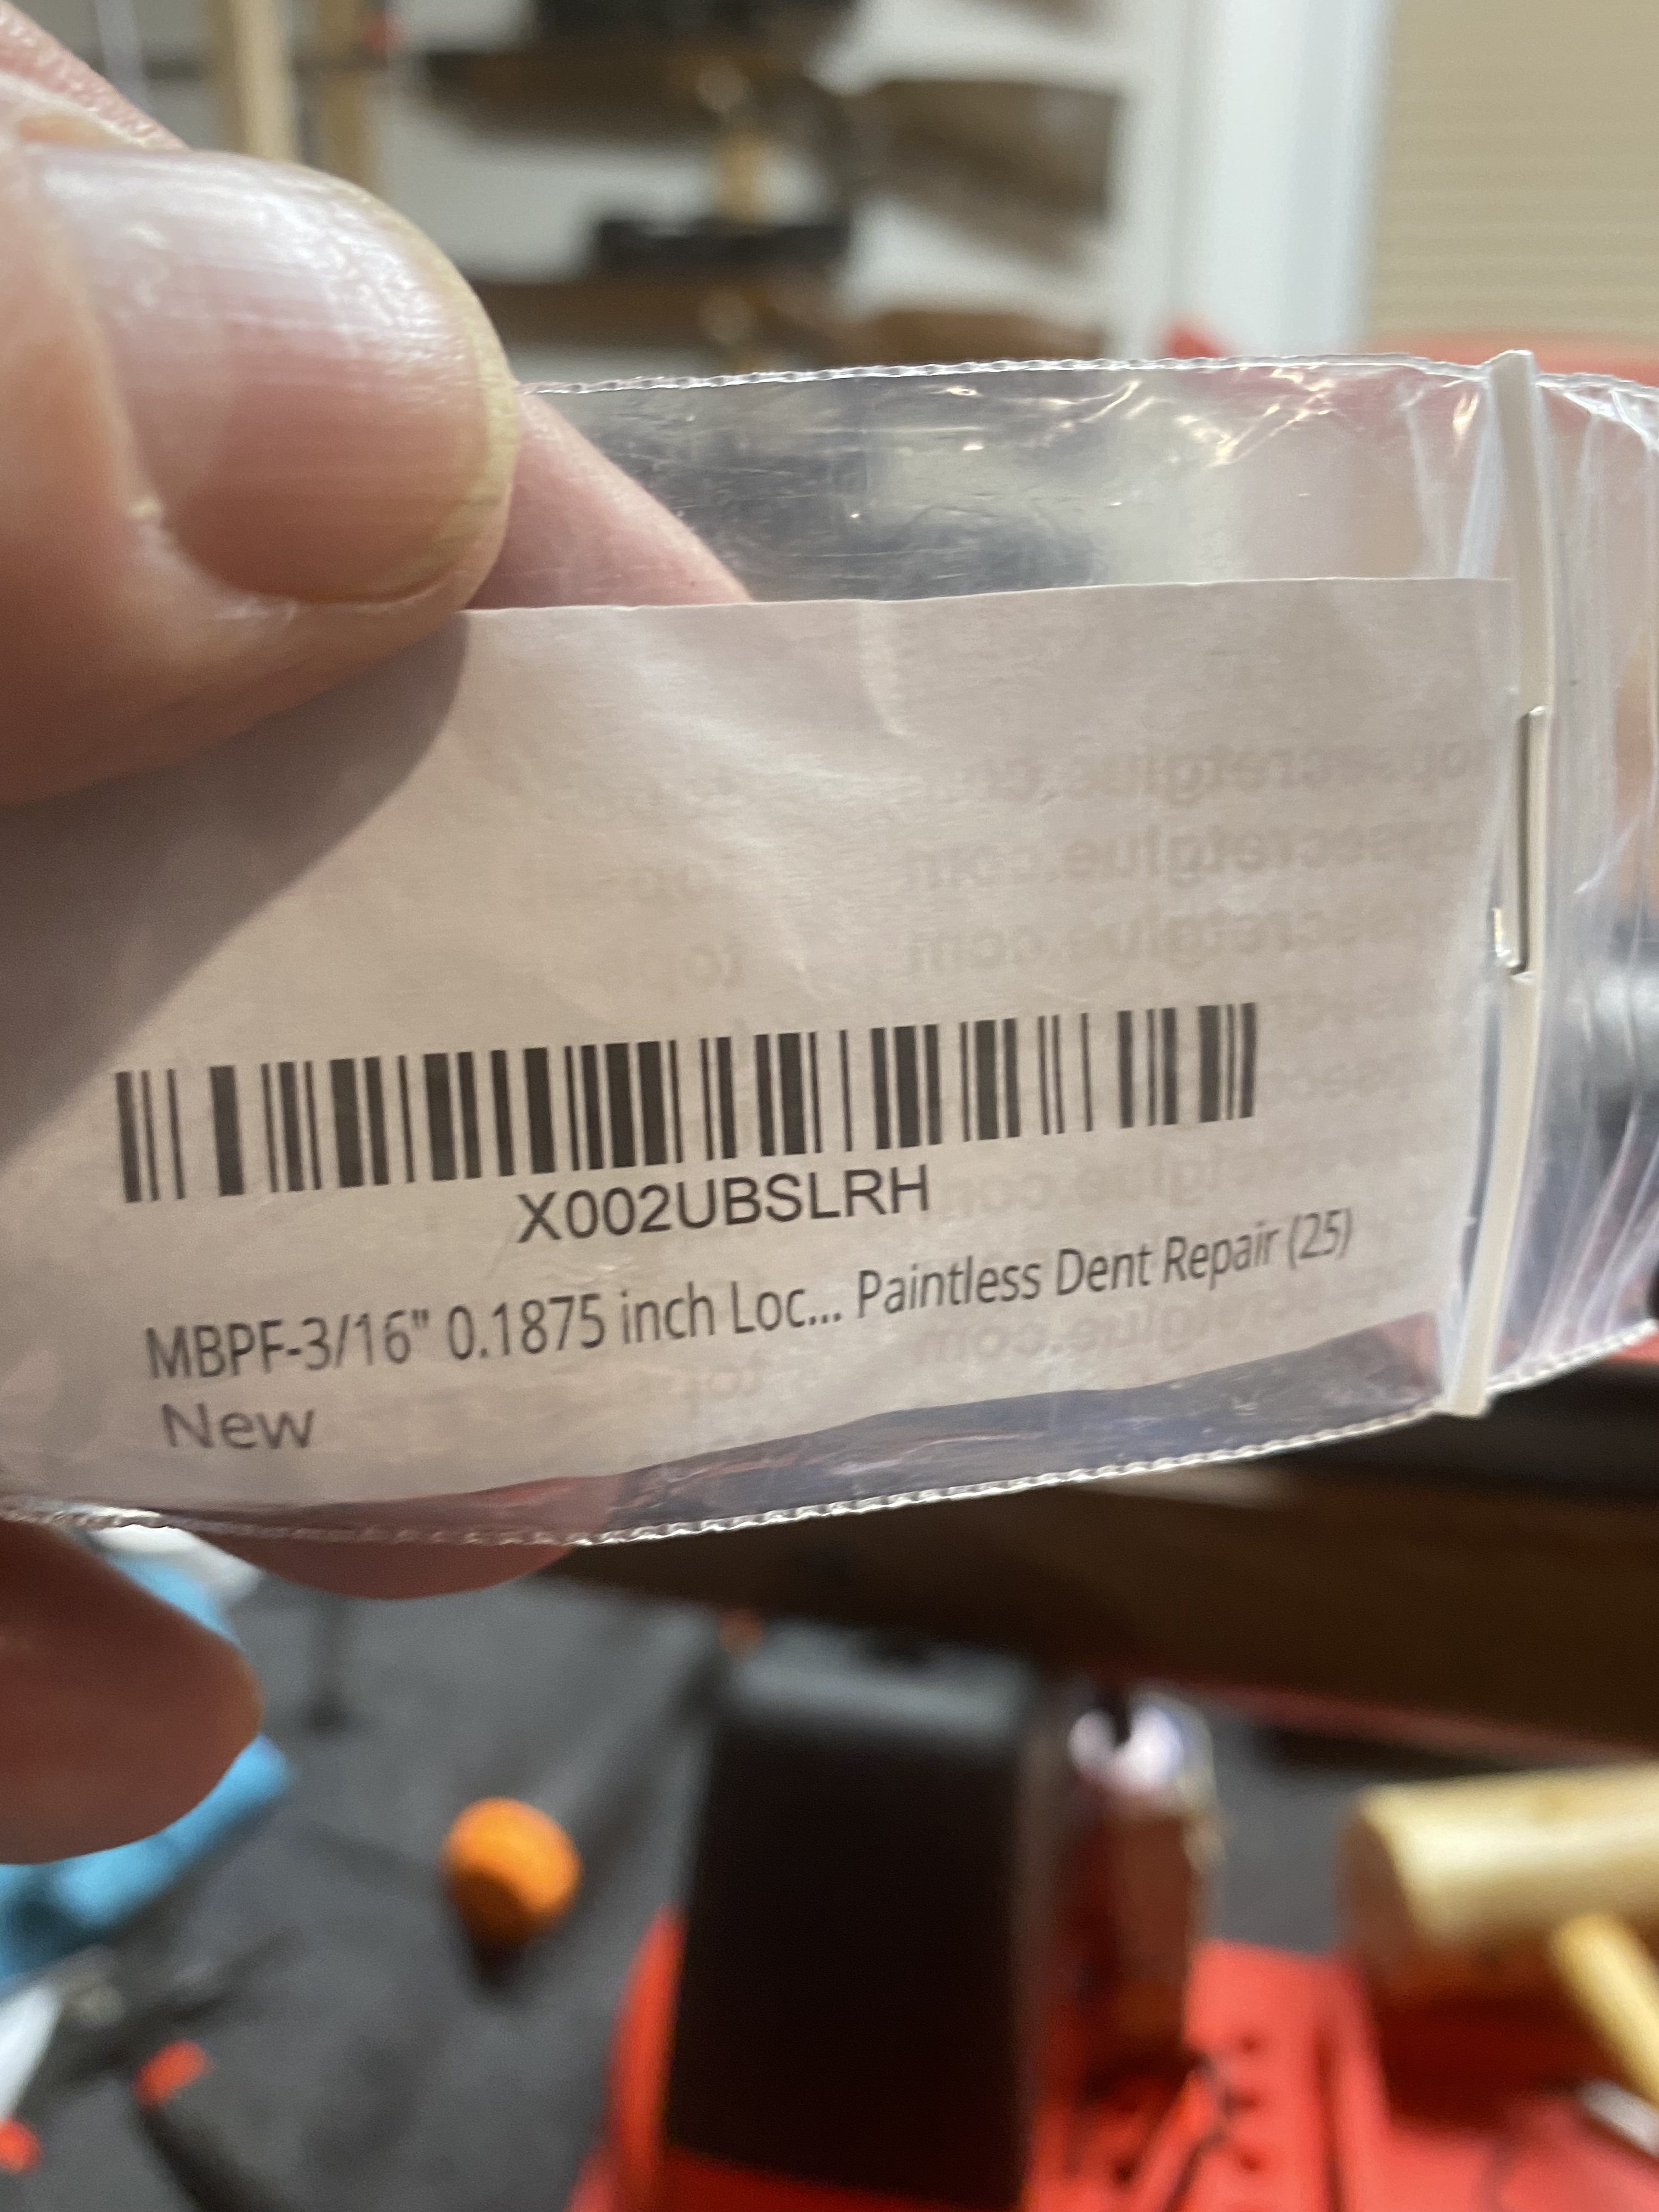 X002UBSLRH
MBPF-3/16" 0.1875 inch Loc... Paintless Dent Repair (25)
New